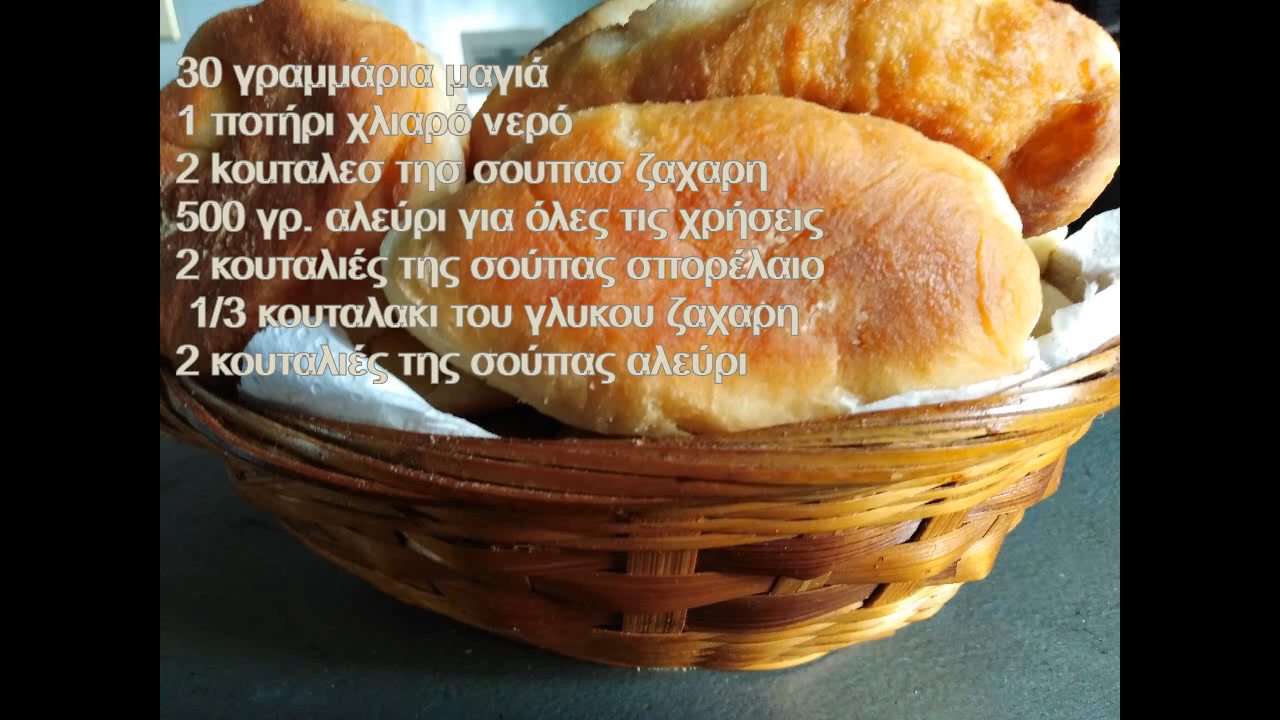 30 γραμμάρια μαγιά
1 ποτήρι χλιαρό νερό
2 kουταλεσ τησ σουπασ ζαχαρη
500 γρ. αλεύρι για όλες τις χρήσεις
2 κουταλιές της σούπας σπορέλαιο
1/3 κουταλακι του γλυκου ζαχαρη
2 κουταλιές της σούπας αλεύρι